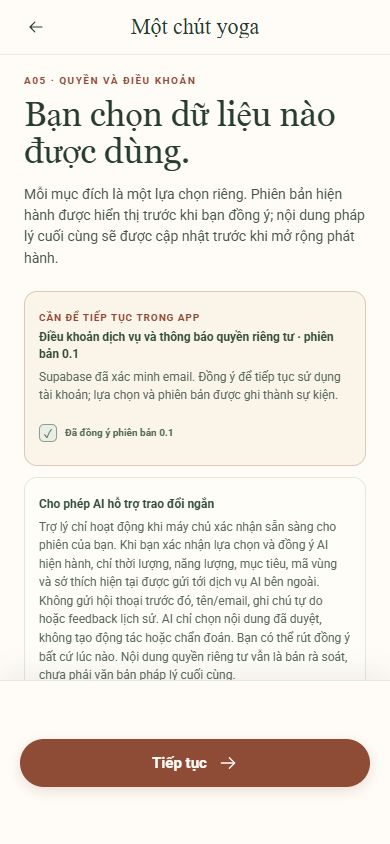 Một chút yoga
A05 · QUYỀN VÀ ĐIỀU KHOẢN
Bạn chọn dữ liệu nào
được dùng.
Mỗi mục đích là một lựa chọn riêng. Phiên bản hiện
hành được hiển thị trước khi bạn đồng ý; nội dung pháp
lý cuối cùng sẽ được cập nhật trước khi mở rộng phát
hành.
CẦN ĐỂ TIẾP TỤC TRONG APP
Điều khoản dịch vụ và thông báo quyền riêng tư · phiên
bản 0.1
Supabase đã xác minh email. Đồng ý để tiếp tục sử dụng
tài khoản; lựa chọn và phiên bản được ghi thành sự kiện.
Đã đồng ý phiên bản 0.1
Cho phép AI hỗ trợ trao đổi ngắn
Trợ lý chỉ hoạt động khi máy chủ xác nhận sẵn sàng cho
phiên của bạn. Khi bạn xác nhận lựa chọn và đồng ý AI
hiện hành, chỉ thời lượng, năng lượng, mục tiêu, mã vùng
và sở thích hiện tại được gửi tới dịch vụ AI bên ngoài.
Không gửi hội thoại trước đó, tên/email, ghi chú tự do
hoặc feedback lịch sử. AI chỉ chọn nội dung đã duyệt,
không tạo động tác hoặc chẩn đoán. Bạn có thể rút đồng ý
bất cứ lúc nào. Nội dung quyền riêng tư vẫn là bản rà soát,
chưa phải văn bản pháp lý cuối cùng.
Tiếp tục